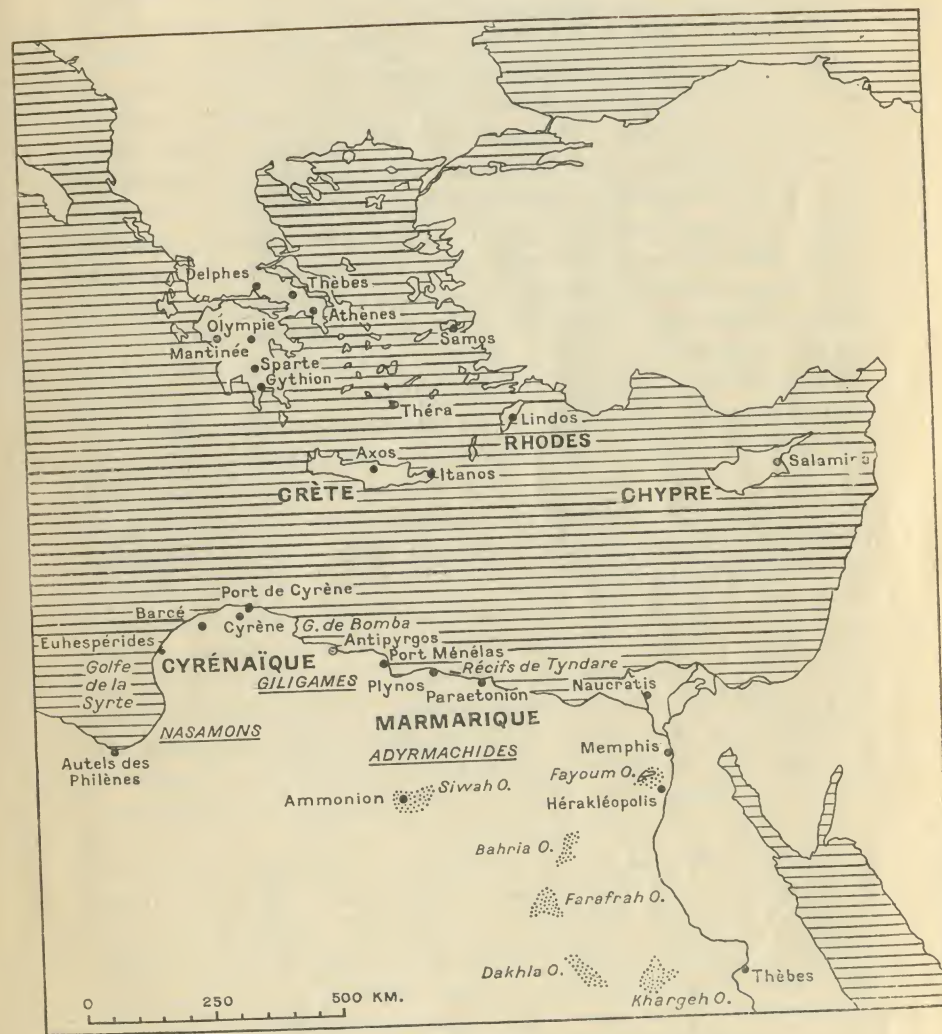 Delphes
Thèbes
Athènes
Olympie
Mantinée
Samos
Sparte
Gythion
Théra
Lindos
RHODES
Axos
Itanos
Salamine
CRÈTE
CHYPRE
Port de Cyrène
Barcé
Cyrène
G. de Bomba
Euhespérides
Antipyrgos
CYRÉNAÏQUE
Port Ménélas
Golfe
de la
Syrte
GILIGAMES
Récifs de Tyndare
Plynos
Paraetonion
Naucratis
NASAMONS
MARMARIQUE
ADYRMACHIDES
Memphis
Autels des
Philènes
Fayoum O.
Siwah O.
Ammonion
Hérakléopolis
Bahria O.
Farafrah O.
Dakhla O.
Khargeh O.
Thèbes
0 250 500 KM.